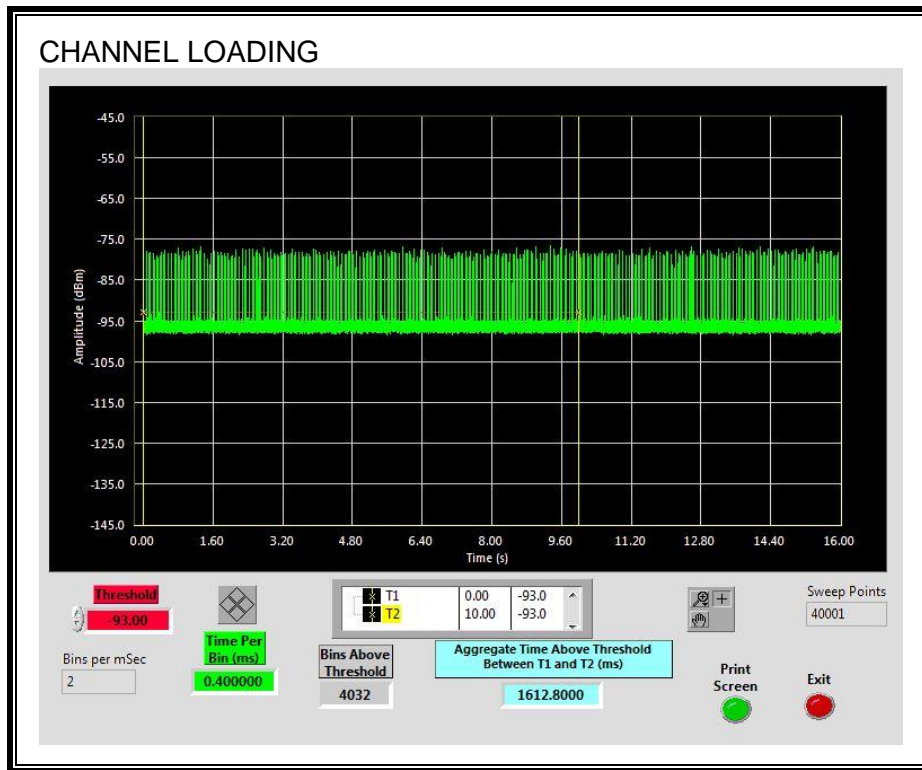 CHANNEL LOADING
-45.0
-55.0
-65.0
-75.0
-85.0
-95.0
-105.0
-115.0
-125.0
-135.0
-145.0
Amplitude (dBm)
0.00 1.60 3.20 4.80 6.40 8.00 9.60 11.20 12.80 14.40 16.00
Time (s)
Threshold
-93.00
Bins per mSec
2
Time Per
Bin (ms)
0.400000
T1 0.00 -93.0
T2 10.00 -93.0
Bins Above
Threshold
4032
Aggregate Time Above Threshold
Between T1 and T2 (ms)
1612.8000
Sweep Points
40001
Print
Screen
Exit